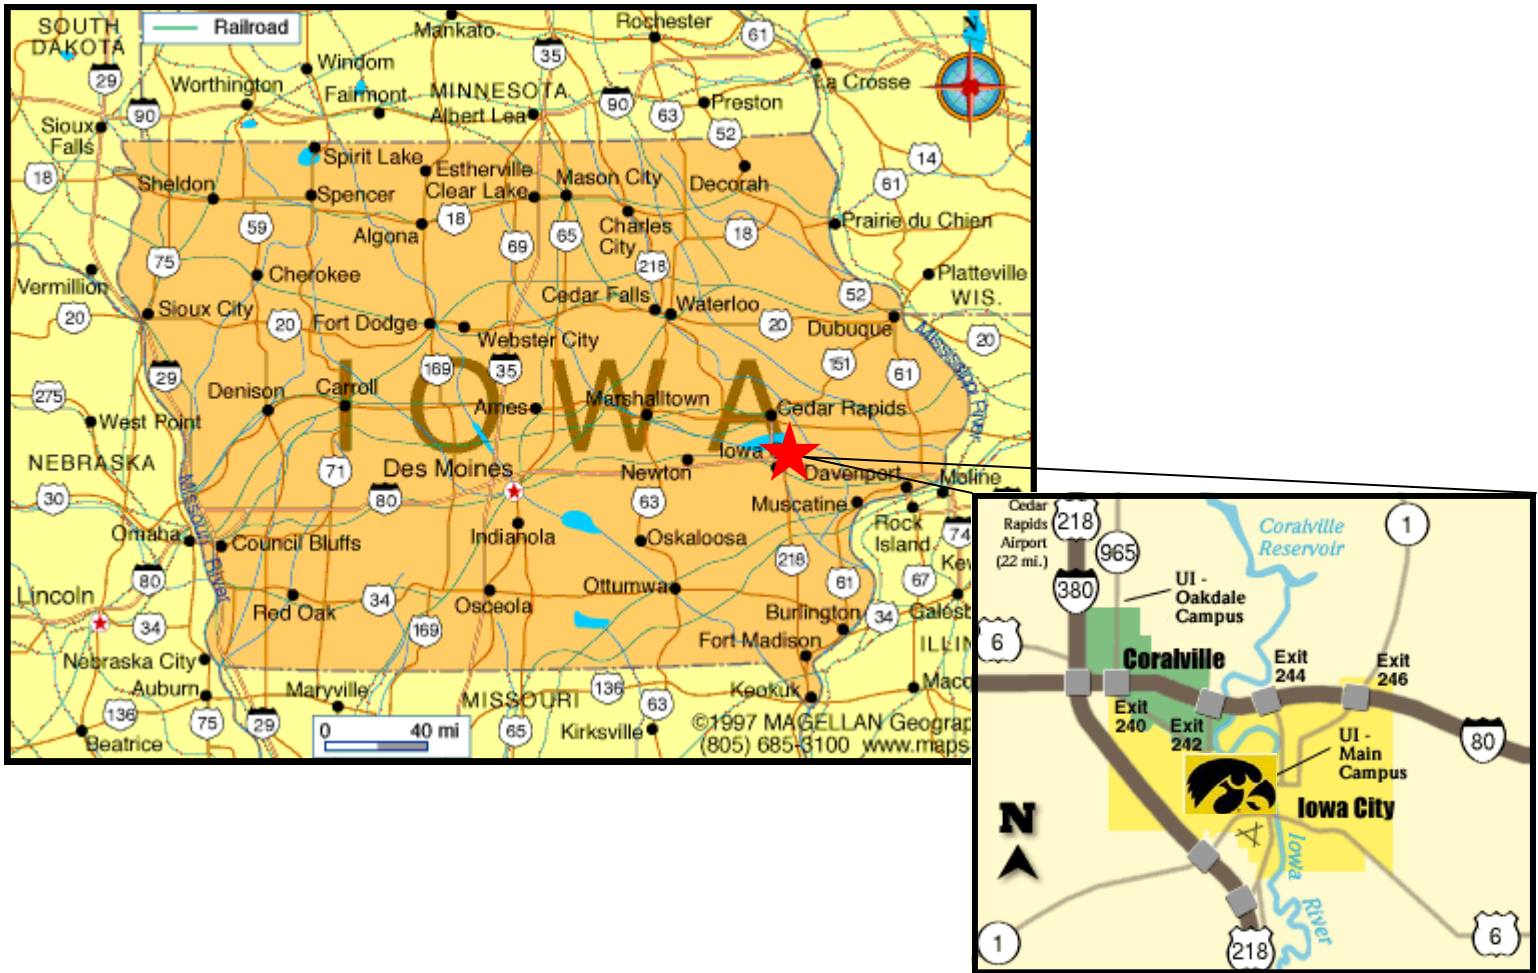 SOUTH
DAKOTA
Railroad
Mankato
Rochester
61
35
29
Windom
Worthington
Fairmont
MINNESOTA
La Crosse
90
Albert Lea
90
63
Preston
52
Sioux
Falls
N
14
18
Spirit Lake
Estherville
Sheldon
Spencer
Clear Lake
Mason City
Decorah
61
59
Algona
18
69
65
Charles
City
18
Prairie du Chien
75
218
Vermillion
Cherokee
Platteville
WIS.
20
Sioux City
20
Fort Dodge
Webster City
Cedar Falls
Waterloo
20
52
Dubuque
20
Mississippi River
29
169
35
151
61
IOWA
275
West Point
Denison
Carroll
Ames
Marshalltown
Cedar Rapids
NEBRASKA
71
Des Moines
Newton
Iowa
Davenport
Moline
30
80
63
Muscatine
Rock
Island
74
Omaha
Council Bluffs
Indianola
Oskaloosa
218
61
67
Missouri River
80
Lincoln
34
Red Oak
34
Osceola
Ottumwa
Burlington
34
Galesb
169
Fort Madison
ILLIN
Nebraska City
Auburn
Maryville
MISSOURI
136
63
Keokuk
Macq
136
75
29
0
40 mi
65
Kirksville
Beatrice
©1997 MAGELLAN Geograp
(805) 685-3100 www.maps
Cedar
Rapids
Airport
(22 mi.)
218
965
380
Coralville
Reservoir
1
UI -
Oakdale
Campus
6
Coralville
Exit
244
Exit
246
Exit
240
Exit
242
80
UI -
Main
Campus
Iowa City
N
Iowa
River
1
218
6